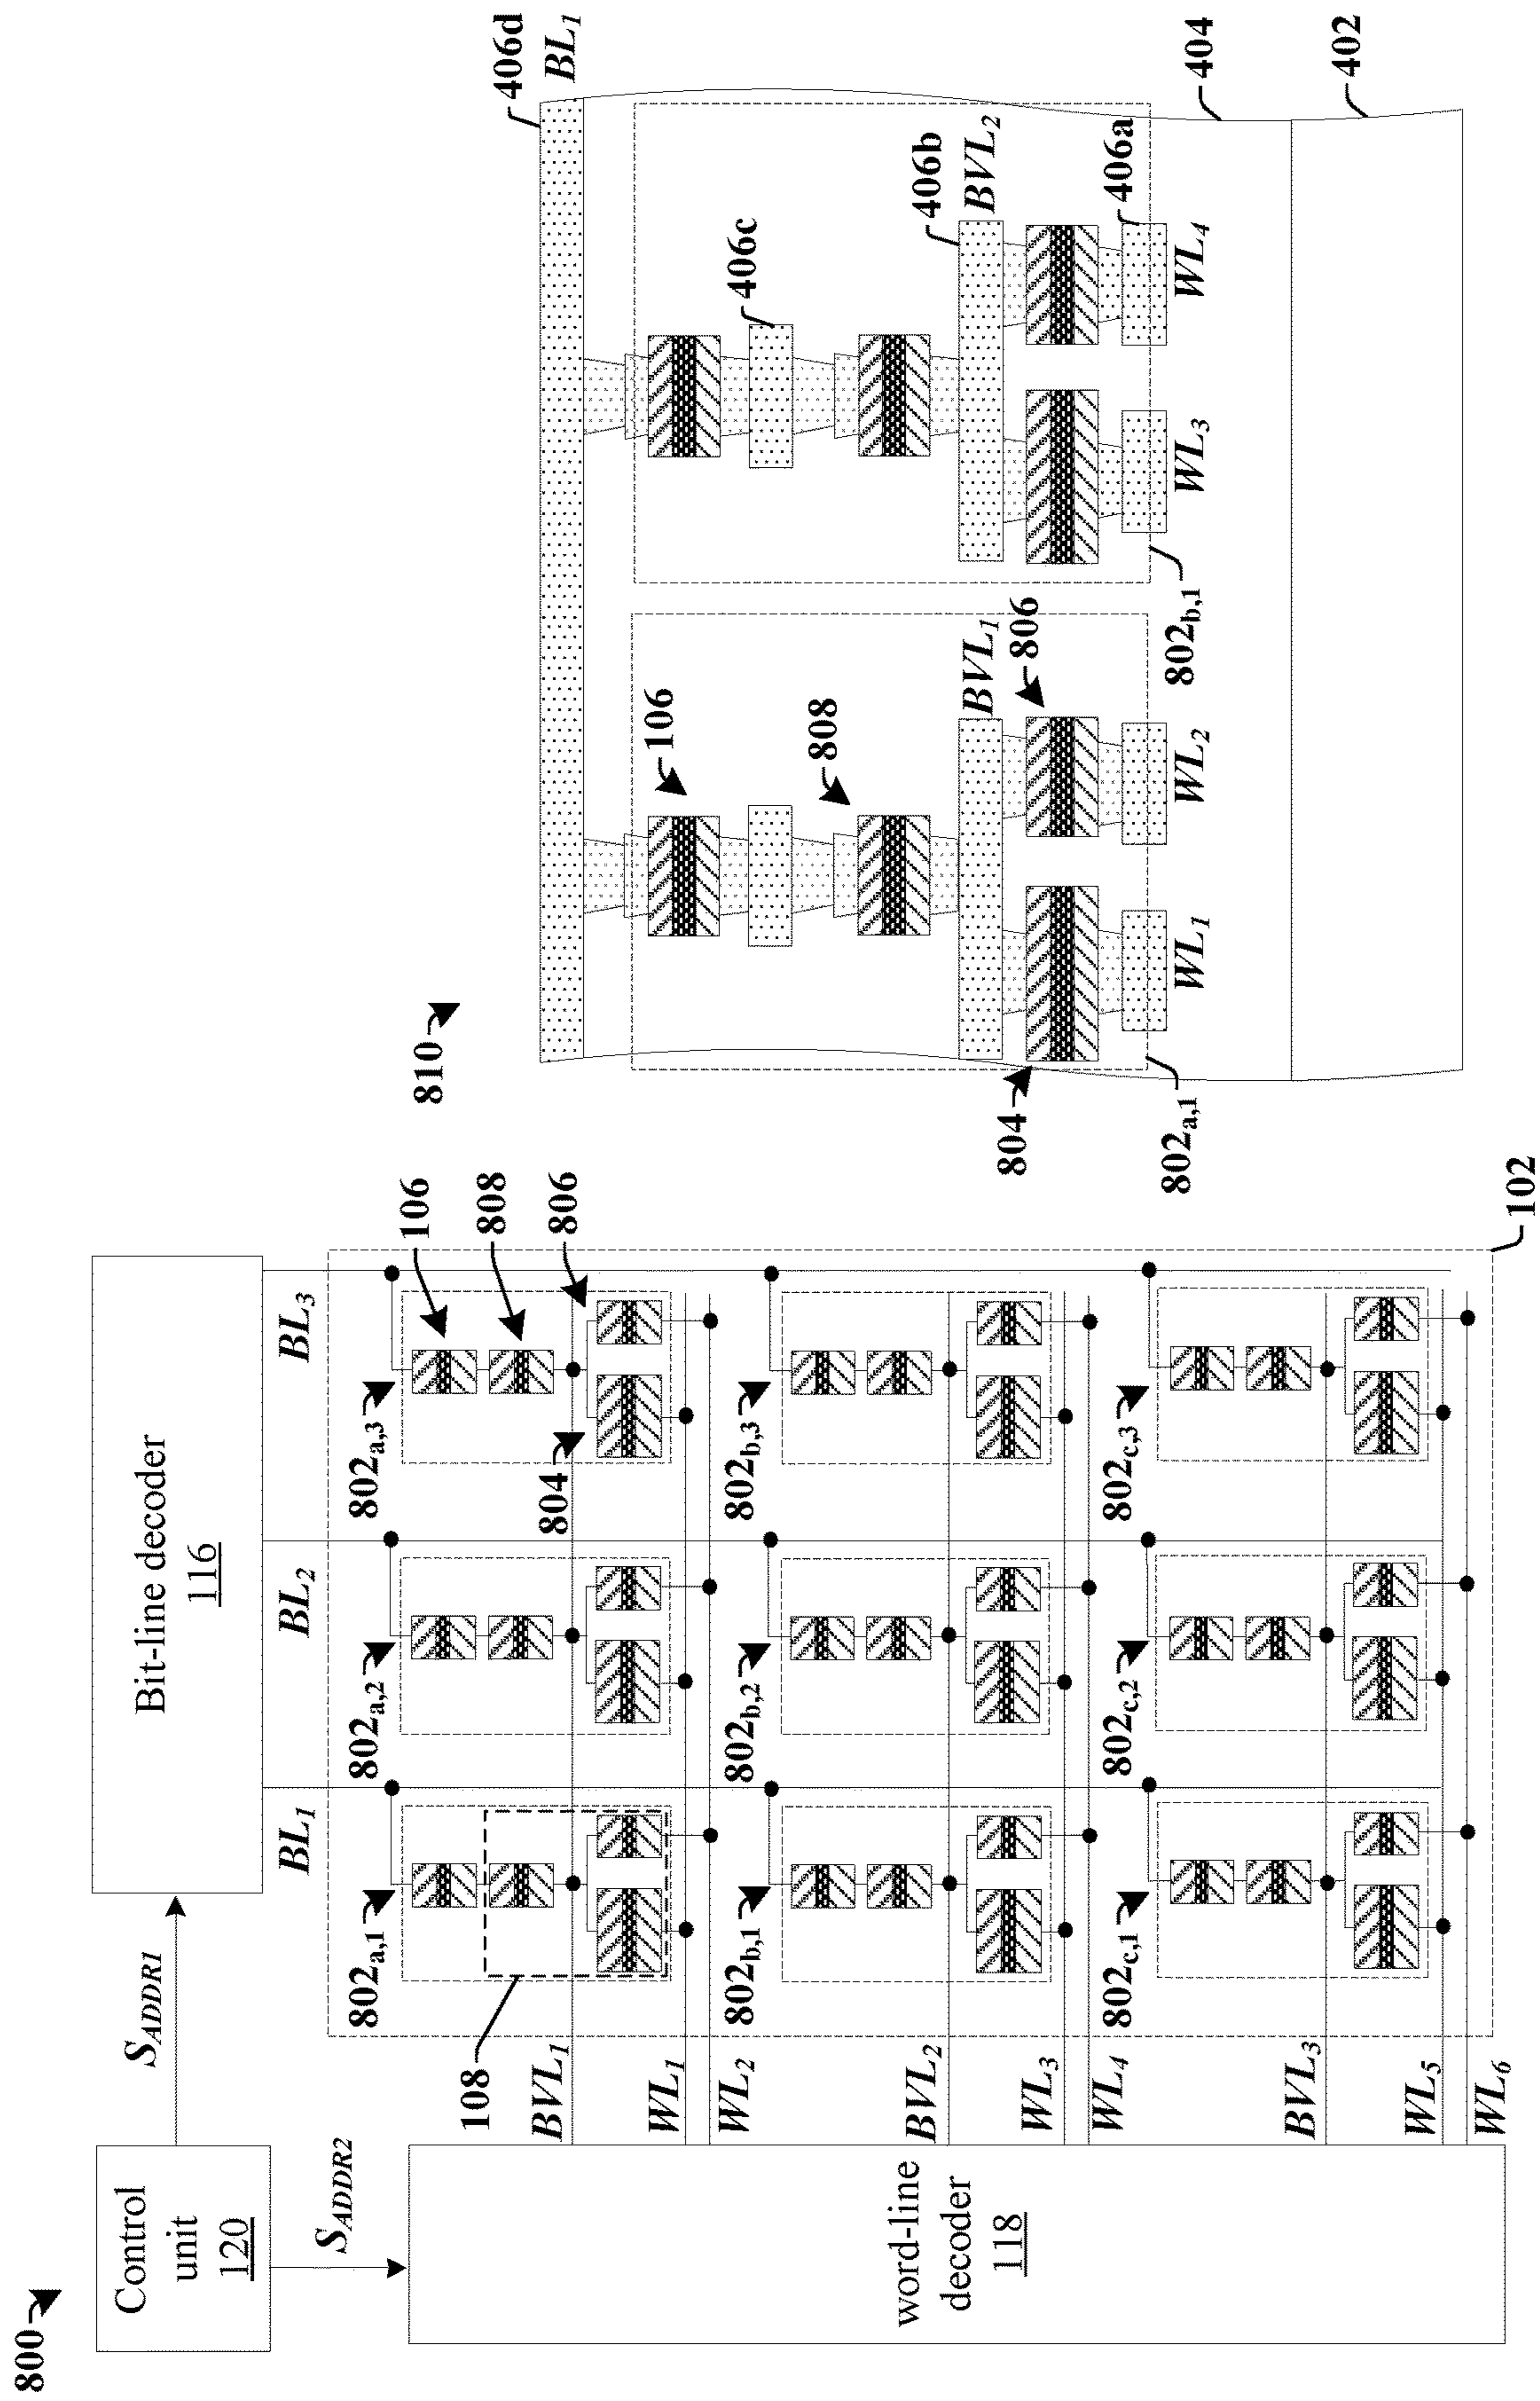 800
Control
unit
120
S_ADDR1
S_ADDR2
Bit-line decoder
116
word-line
decoder
118
BL1
BL2
BL3
802a,1
802a,2
802a,3
106
808
806
804
108
BVL1
WL1
WL2
802b,1
802b,2
802b,3
BVL2
WL3
WL4
802c,1
802c,2
802c,3
BVL3
WL5
WL6
102
810
406d
BL1
106
406c
808
406b
BVL1
BVL2
806
406a
804
WL1
WL2
WL3
WL4
802a,1
802b,1
404
402